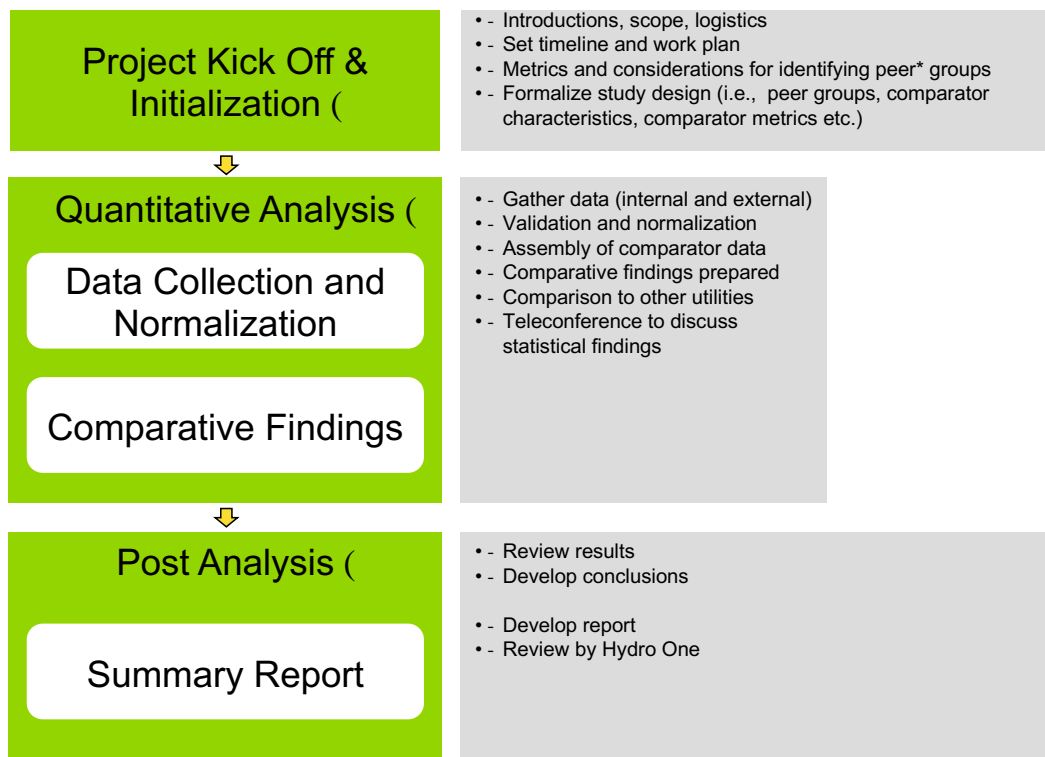 Project Kick Off &
Initialization (
• - Introductions, scope, logistics
• - Set timeline and work plan
• - Metrics and considerations for identifying peer* groups
• - Formalize study design (i.e., peer groups, comparator
characteristics, comparator metrics etc.)
Quantitative Analysis (
Data Collection and
Normalization
Comparative Findings
• - Gather data (internal and external)
• - Validation and normalization
• - Assembly of comparator data
• - Comparative findings prepared
• - Comparison to other utilities
• - Teleconference to discuss
statistical findings
Post Analysis (
Summary Report
• - Review results
• - Develop conclusions
• - Develop report
• - Review by Hydro One